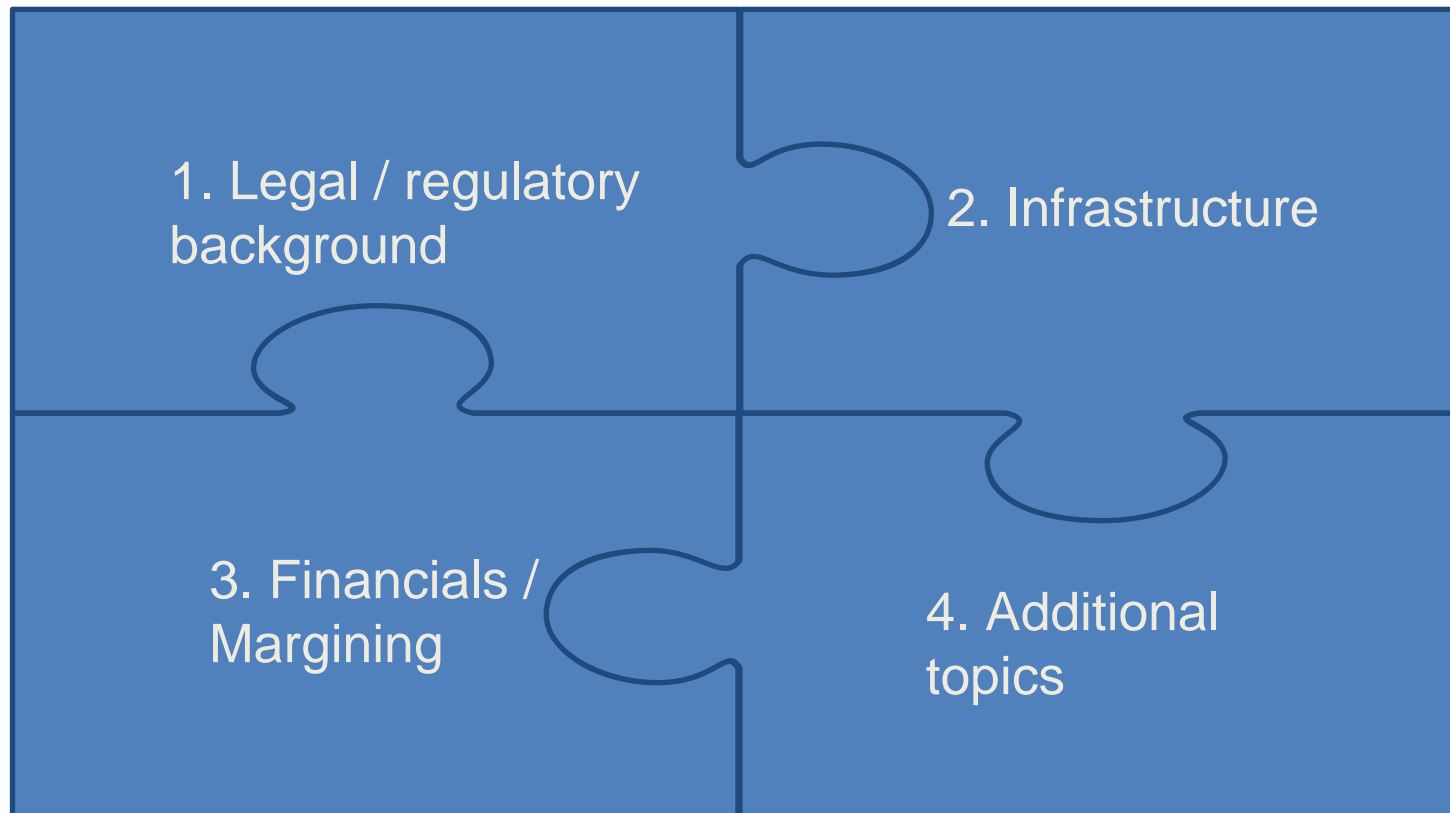 1. Legal / regulatory
background
2. Infrastructure
3. Financials /
Margining
4. Additional
topics